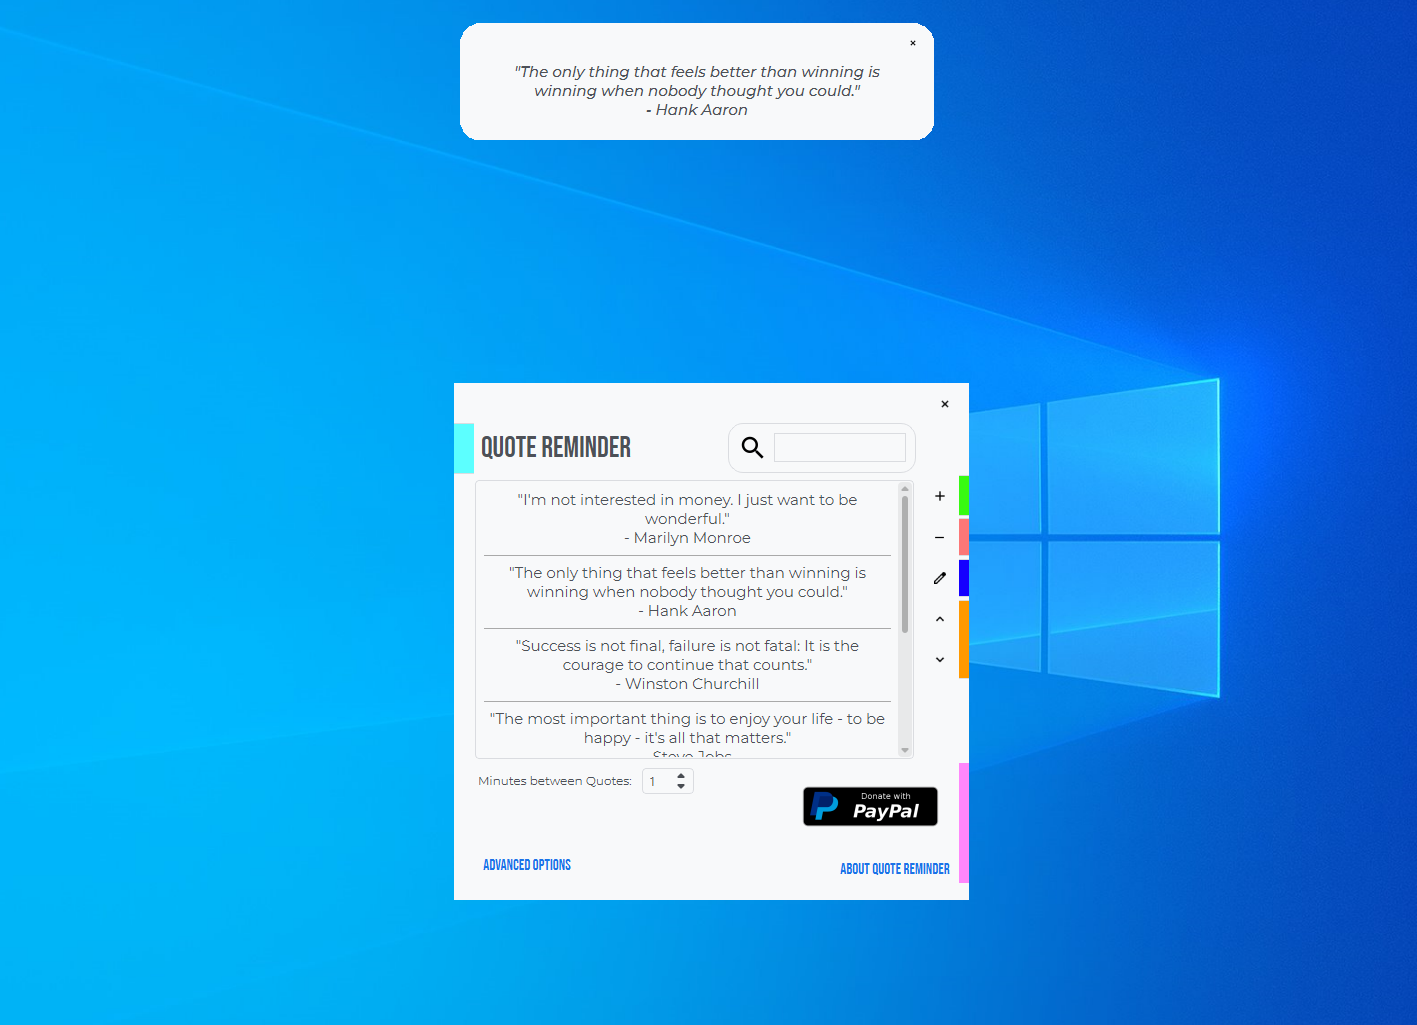 "The only thing that feels better than winning is
winning when nobody thought you could."
- Hank Aaron
QUOTE REMINDER
"I'm not interested in money. I just want to be
wonderful."
- Marilyn Monroe
"The only thing that feels better than winning is
winning when nobody thought you could."
- Hank Aaron
"Success is not final, failure is not fatal: It is the
courage to continue that counts."
- Winston Churchill
"The most important thing is to enjoy your life - to be
happy - it's all that matters."
Steve Jobs
Minutes between Quotes: 1
Donate with
PayPal
ADVANCED OPTIONS
ABOUT QUOTE REMINDER